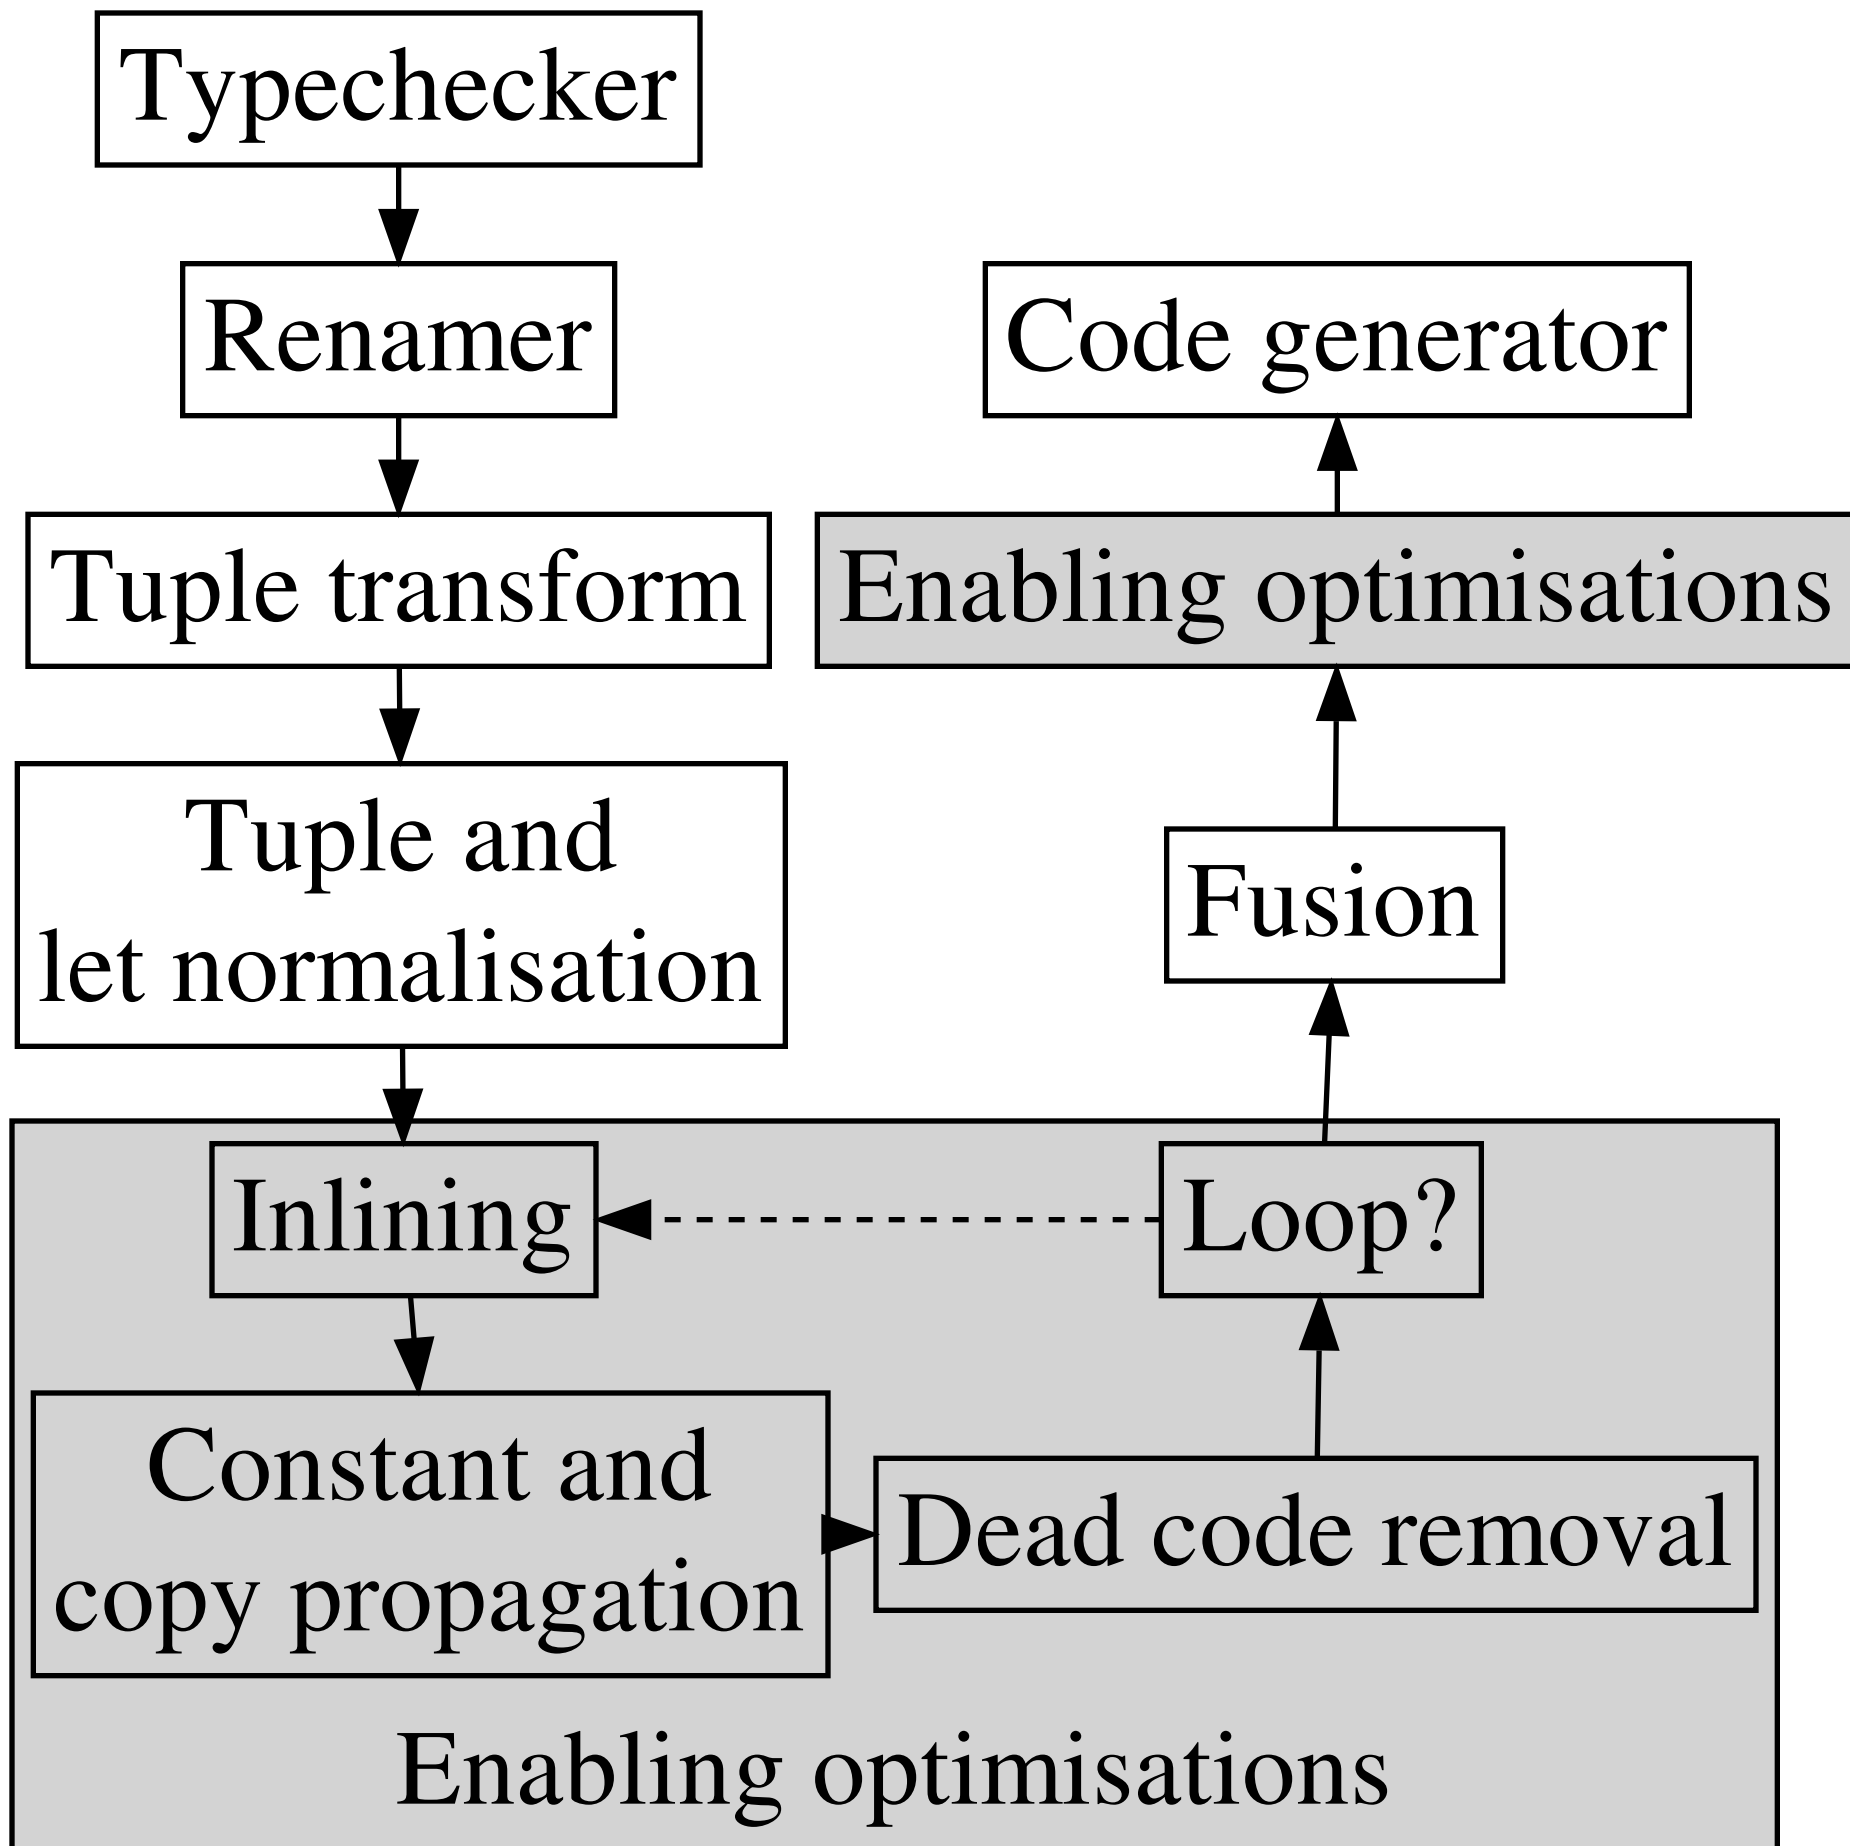 Typechecker
Renamer
Tuple transform
Tuple and
let normalisation
Inlining
Constant and
copy propagation
Dead code removal
Loop?
Fusion
Enabling optimisations
Code generator
Enabling optimisations